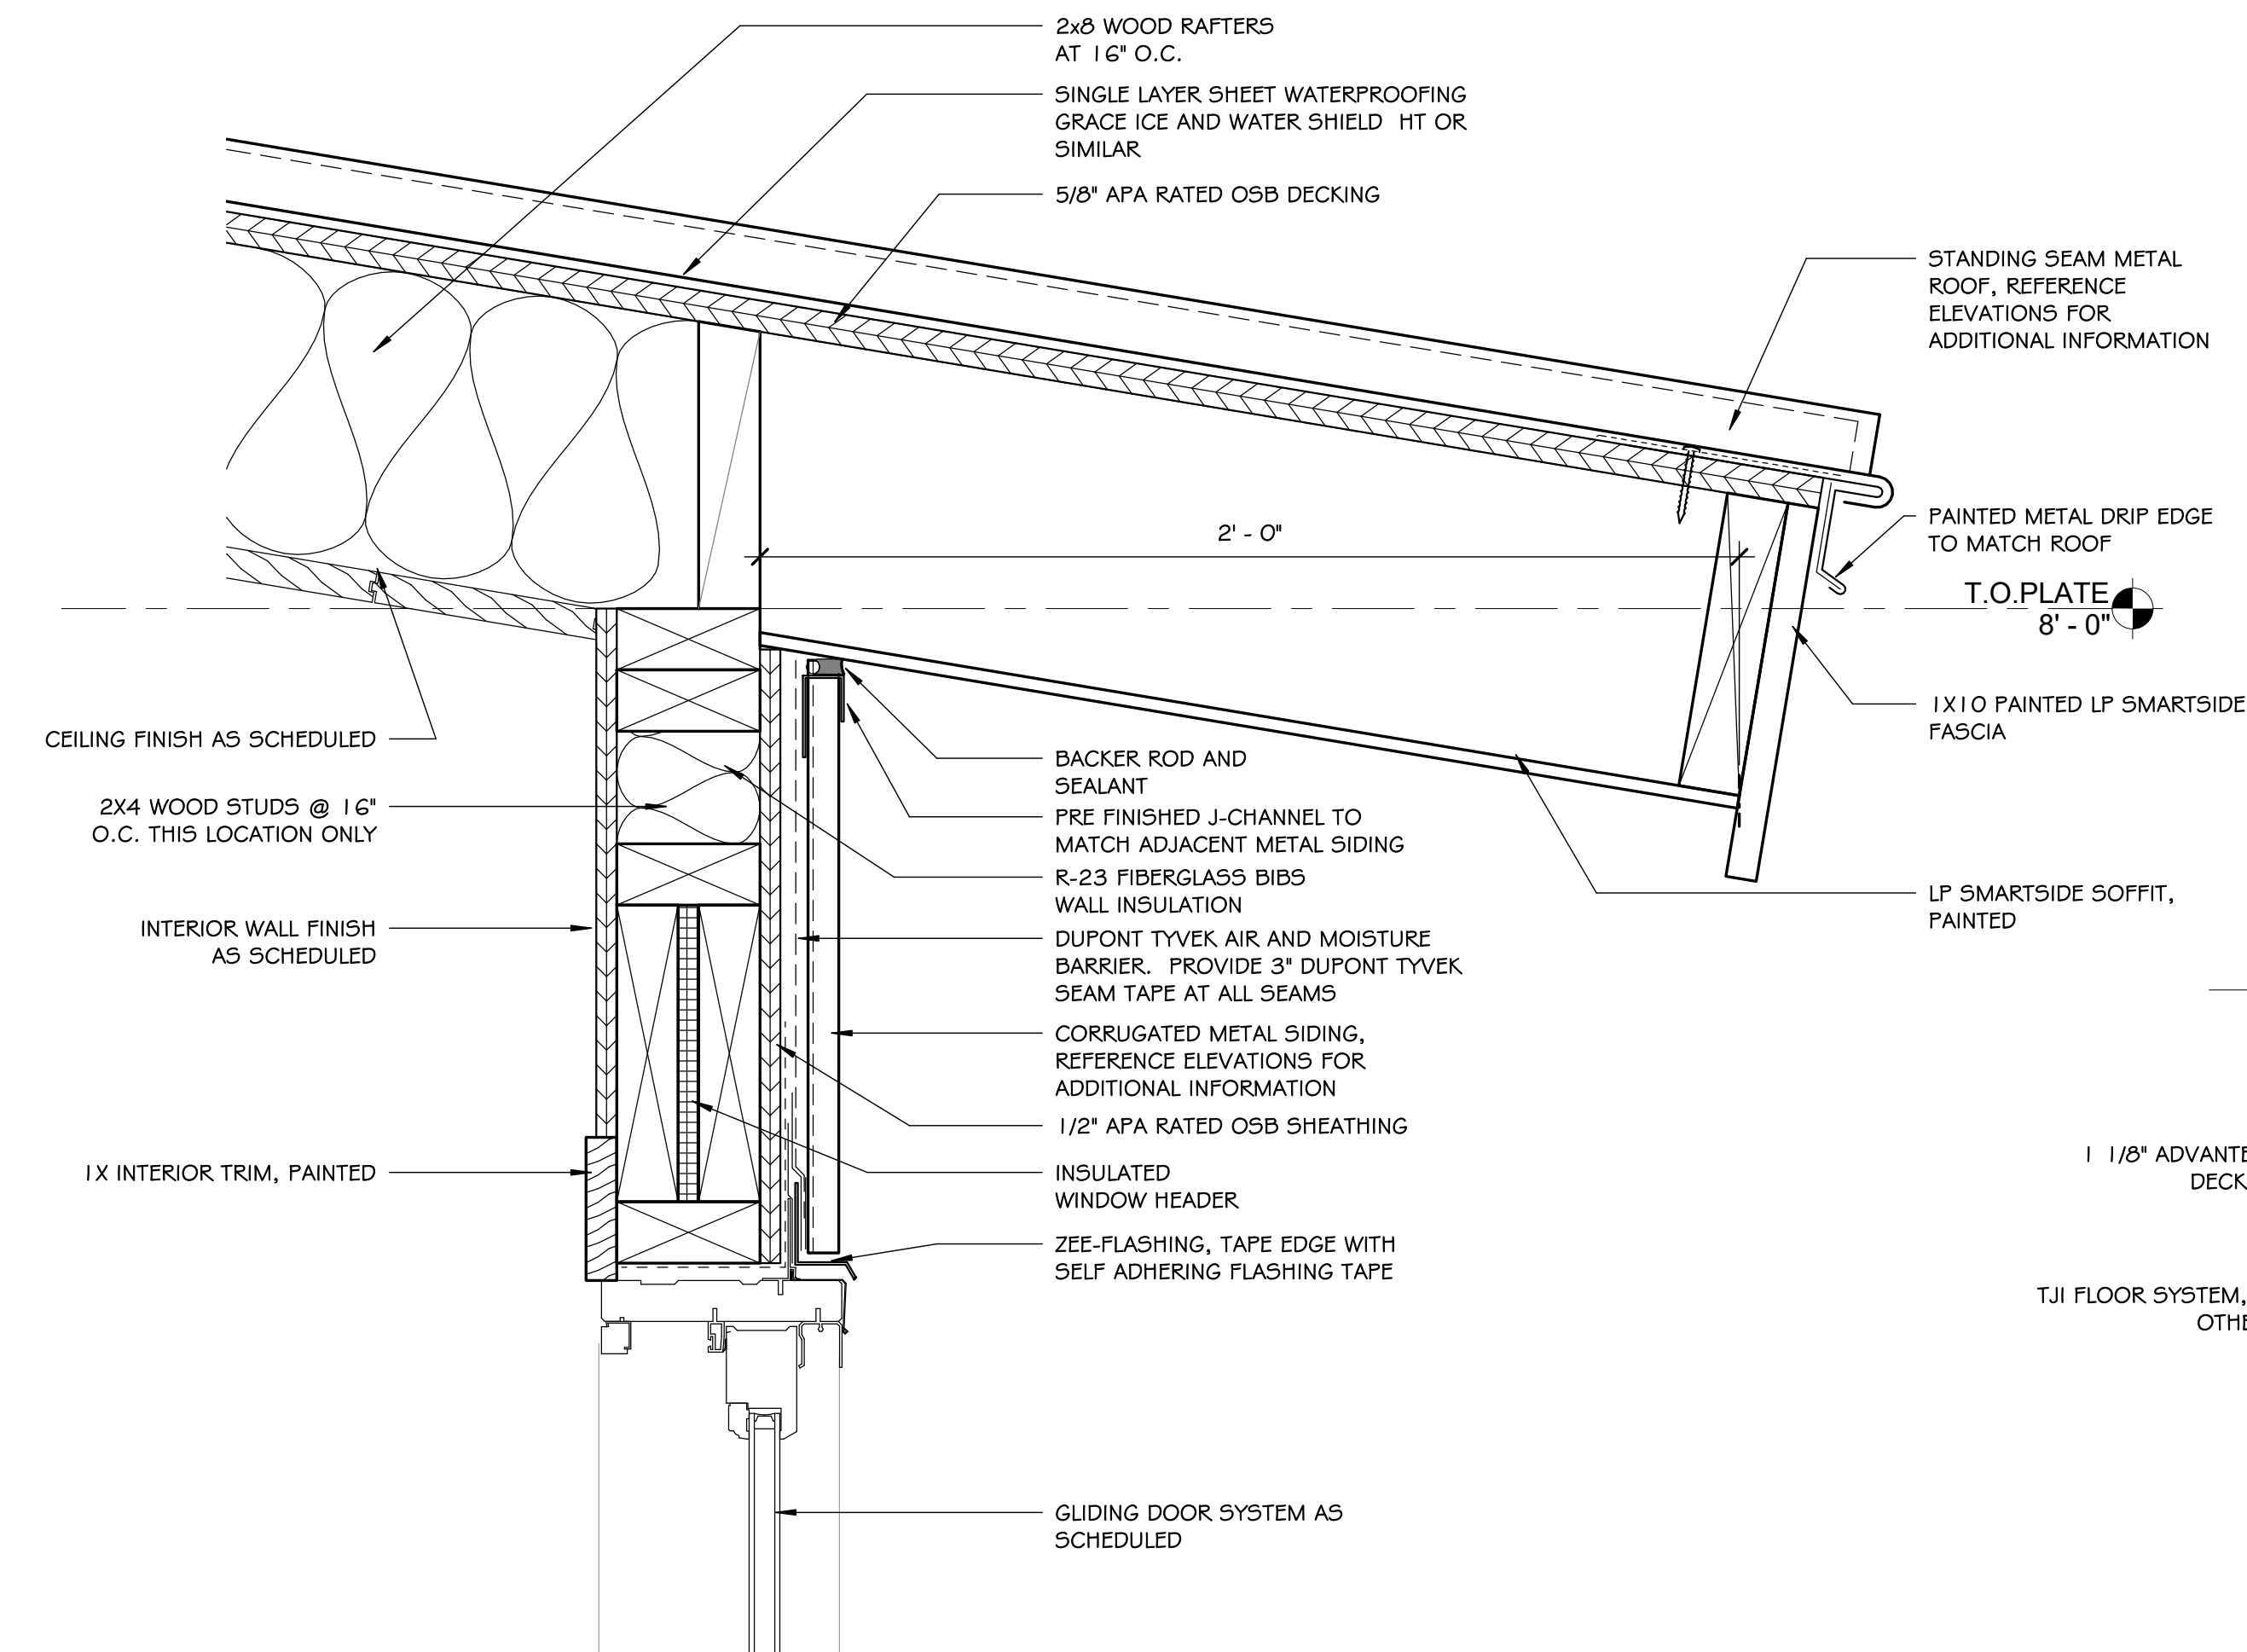 2x8 WOOD RAFTERS
AT 16" O.C.
SINGLE LAYER SHEET WATERPROOFING
GRACE ICE AND WATER SHIELD  HT OR
SIMILAR
5/8" APA RATED OSB DECKING
STANDING SEAM METAL
ROOF, REFERENCE
ELEVATIONS FOR
ADDITIONAL INFORMATION
2' - 0"
PAINTED METAL DRIP EDGE
TO MATCH ROOF
T.O.PLATE
8' - 0"
1X10 PAINTED LP SMARTSIDE
FASCIA
CEILING FINISH AS SCHEDULED
2X4 WOOD STUDS @ 16"
O.C. THIS LOCATION ONLY
INTERIOR WALL FINISH
AS SCHEDULED
1X INTERIOR TRIM, PAINTED
BACKER ROD AND
SEALANT
PRE FINISHED J-CHANNEL TO
MATCH ADJACENT METAL SIDING
R-23 FIBERGLASS BIBS
WALL INSULATION
DUPONT TYVEK AIR AND MOISTURE
BARRIER.  PROVIDE 3" DUPONT TYVEK
SEAM TAPE AT ALL SEAMS
CORRUGATED METAL SIDING,
REFERENCE ELEVATIONS FOR
ADDITIONAL INFORMATION
1/2" APA RATED OSB SHEATHING
INSULATED
WINDOW HEADER
ZEE-FLASHING, TAPE EDGE WITH
SELF ADHERING FLASHING TAPE
GLIDING DOOR SYSTEM AS
SCHEDULED
LP SMARTSIDE SOFFIT,
PAINTED
1 1/8" ADVANTE
DECK
TJI FLOOR SYSTEM,
OTHE